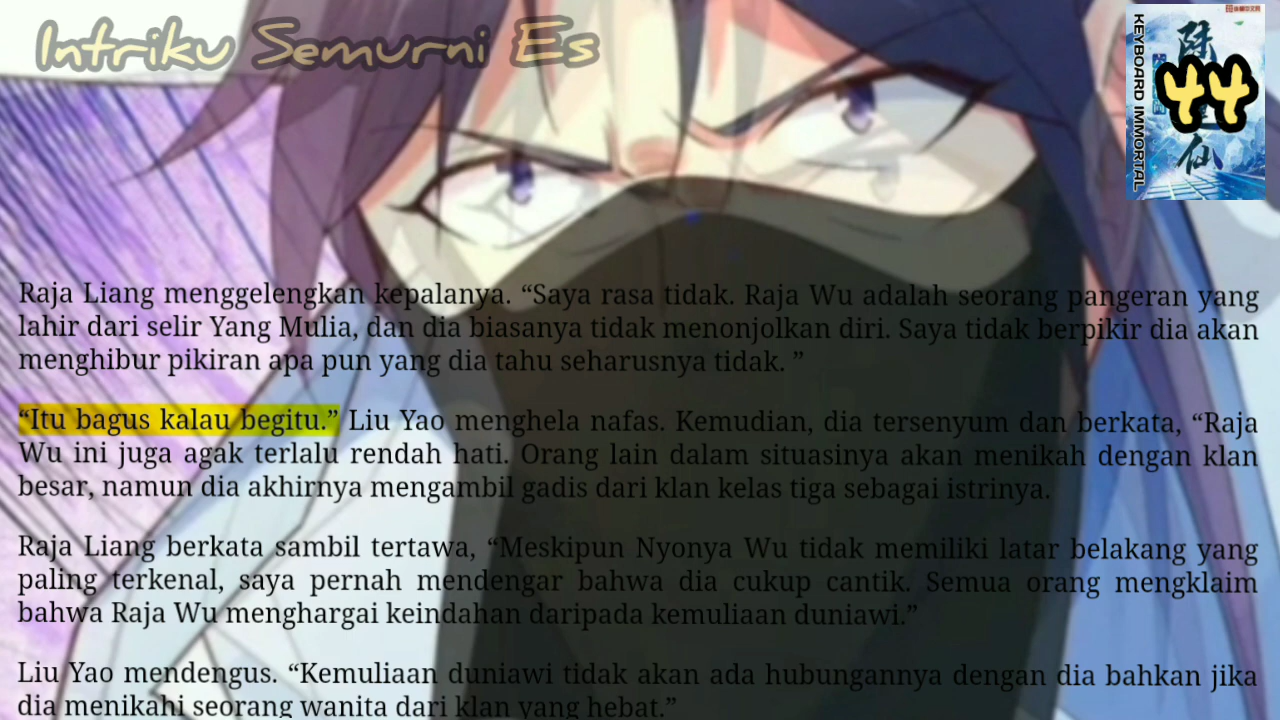 Intriku Semurni Es
陆
仙
44
KEYBOARD IMMORTAL
Raja Liang menggelengkan kepalanya. “Saya rasa tidak. Raja Wu adalah seorang pangeran yang
lahir dari selir Yang Mulia, dan dia biasanya tidak menonjolkan diri. Saya tidak berpikir dia akan
menghibur pikiran apa pun yang dia tahu seharusnya tidak. ”
“Itu bagus kalau begitu.” Liu Yao menghela nafas. Kemudian, dia tersenyum dan berkata, “Raja
Wu ini juga agak terlalu rendah hati. Orang lain dalam situasinya akan menikah dengan klan
besar, namun dia akhirnya mengambil gadis dari klan kelas tiga sebagai istrinya.
Raja Liang berkata sambil tertawa, “Meskipun Nyonya Wu tidak memiliki latar belakang yang
paling terkenal, saya pernah mendengar bahwa dia cukup cantik. Semua orang mengklaim
bahwa Raja Wu menghargai keindahan daripada kemuliaan duniawi.”
Liu Yao mendengus. “Kemuliaan duniawi tidak akan ada hubungannya dengan dia bahkan jika
dia menikahi seorang wanita dari klan yang hebat.”